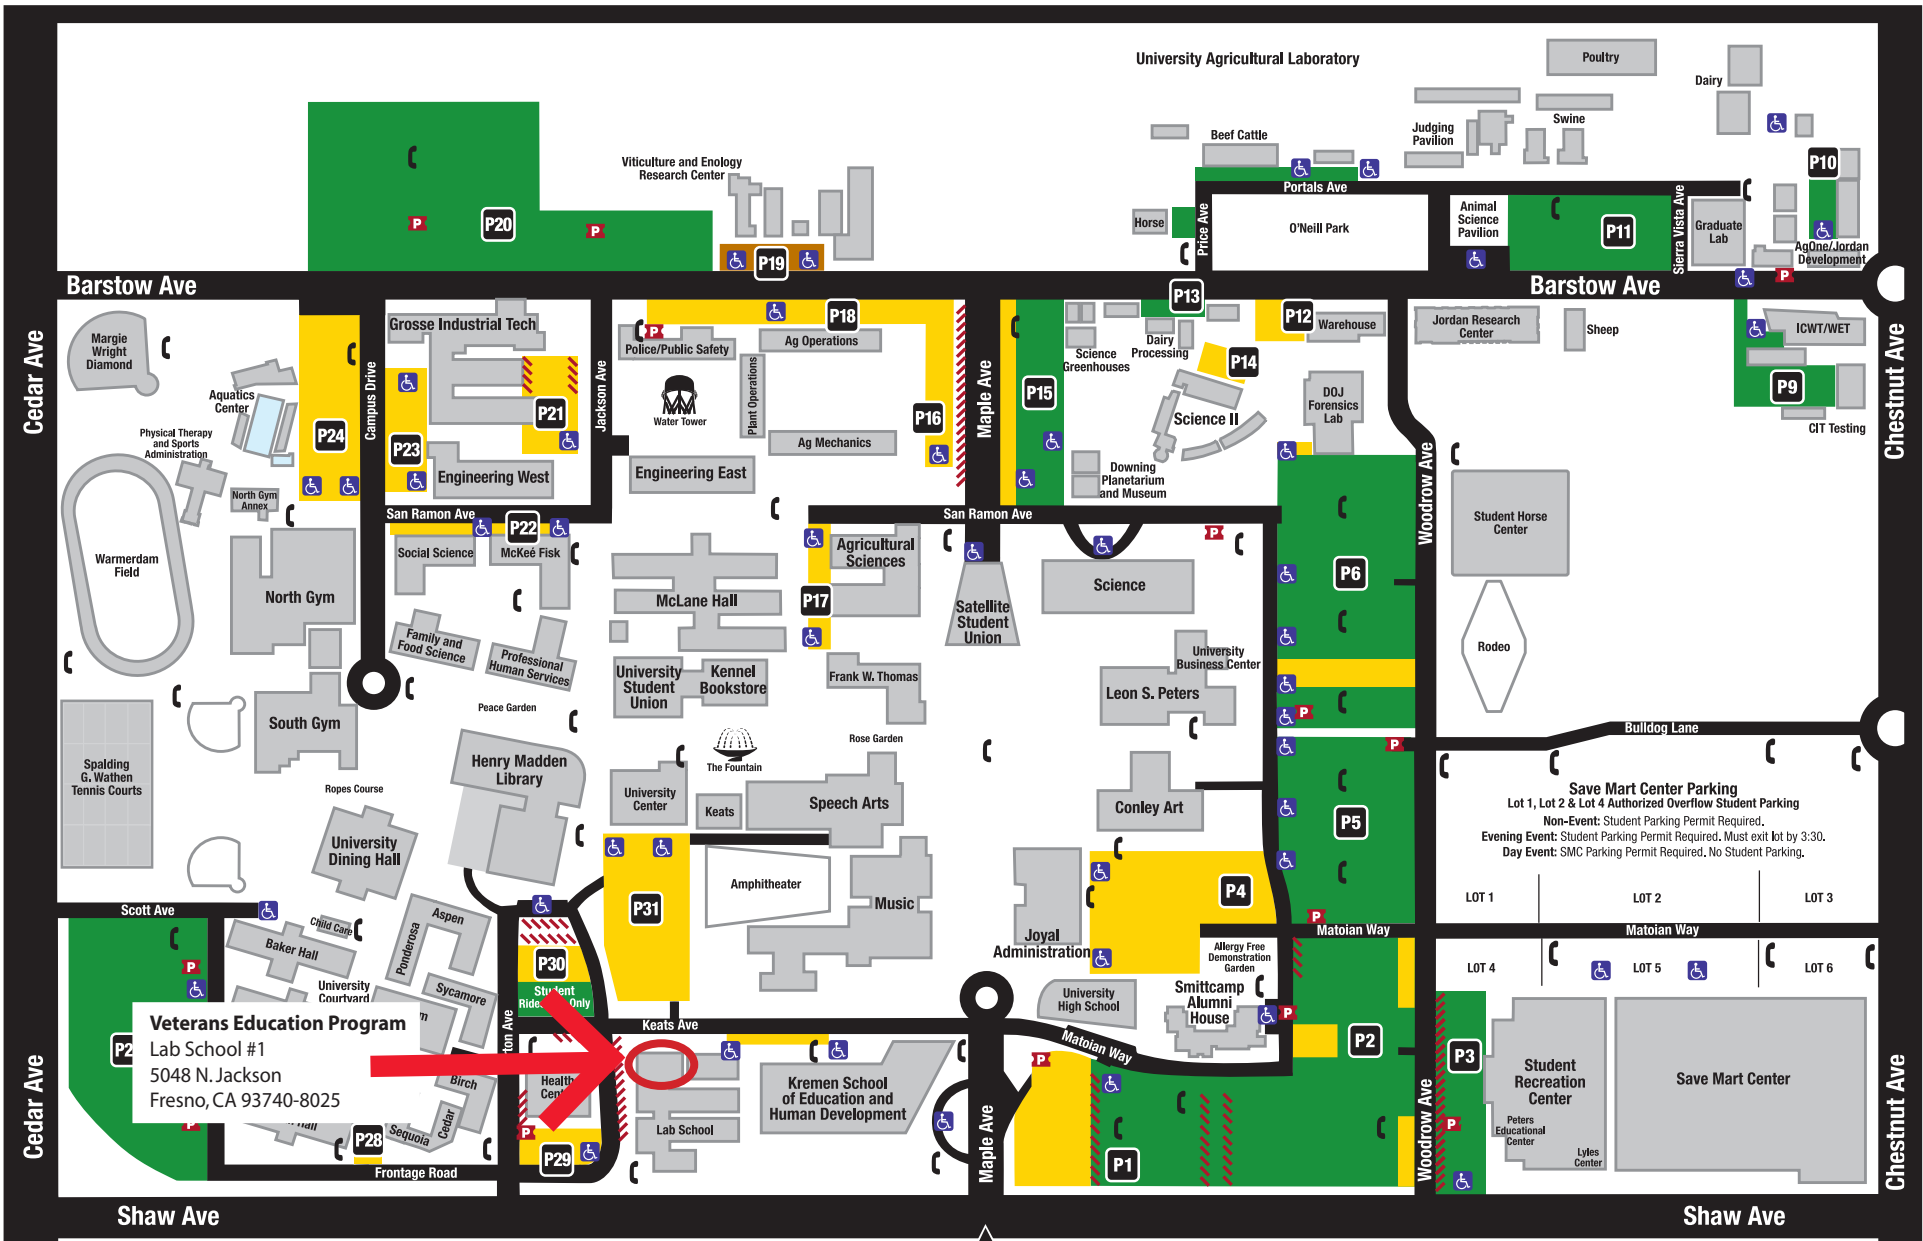 University Agricultural Laboratory
Poultry
Dairy
Swine
Judging
Pavilion
Beef Cattle
P10
Viticulture and Enology
Research Center
Portals Ave
Horse
Price Ave
O'Neill Park
Animal
Science
Pavilion
P11
Sierra Vista Ave
Graduate
Lab
AgOne/Jordan
Development
P
P20
P
P19
P
Barstow Ave
Barstow Ave
P13
Cedar Ave
Margie
Wright
Diamond
Campus Drive
Grosse Industrial Tech
Jackson Ave
P
Police/Public Safety
P18
Ag Operations
Plant Operations
Water Tower
Maple Ave
Science
Greenhouses
Dairy
Processing
P12
Warehouse
P14
Jordan Research
Center
Sheep
ICWT/WET
P9
CIT Testing
Chestnut Ave
Aquatics
Center
Physical Therapy
and Sports
Administration
P24
P23
P21
P16
P15
Science II
DOJ
Forensics
Lab
Ag Mechanics
Engineering West
Engineering East
Downing
Planetarium
and Museum
North Gym
Annex
San Ramon Ave
P22
San Ramon Ave
Woodrow Ave
Student Horse
Center
Warmerdam
Field
Social Science
McKee Fisk
Agricultural
Sciences
P
P6
North Gym
McLane Hall
P17
Satellite
Student
Union
Science
Family and
Food Science
Professional
Human Services
University
Student
Union
Kennel
Bookstore
Frank W. Thomas
University
Business Center
Leon S. Peters
Rodeo
South Gym
Peace Garden
P
Bulldog Lane
P
Rose Garden
The Fountain
Henry Madden
Library
Spalding
G. Wathen
Tennis Courts
Ropes Course
University
Center
Keats
Speech Arts
Conley Art
P5
Save Mart Center Parking
Lot 1, Lot 2 & Lot 4 Authorized Overflow Student Parking
Non-Event: Student Parking Permit Required.
Evening Event: Student Parking Permit Required. Must exit lot by 3:30.
Day Event: SMC Parking Permit Required. No Student Parking.
University
Dining Hall
Amphitheater
Music
P4
LOT 1
LOT 2
LOT 3
Scott Ave
P31
P
Matoian Way
Matoian Way
Child Care
Aspen
Ponderosa
Baker Hall
Joyal
Administration
Allergy Free
Demonstration
Garden
P
P30
LOT 4
LOT 5
LOT 6
University
Courtyard
Sycamore
Student
Only
University
High School
Smittcamp
Alumni
House
P
Keats Ave
Veterans Education Program
Lab School #1
5048 N. Jackson
Fresno, CA 93740-8025
Matoian Way
P
P2
P3
Cedar Ave
Birch
Kremen School
of Education and
Human Development
Student
Recreation
Center
Save Mart Center
Chestnut Ave
P
P28
Sequoia
Cedar
P
Lab School
P29
Maple Ave
P1
Woodrow Ave
P
Peters
Educational
Center
Lyles
Center
Frontage Road
Shaw Ave
Shaw Ave